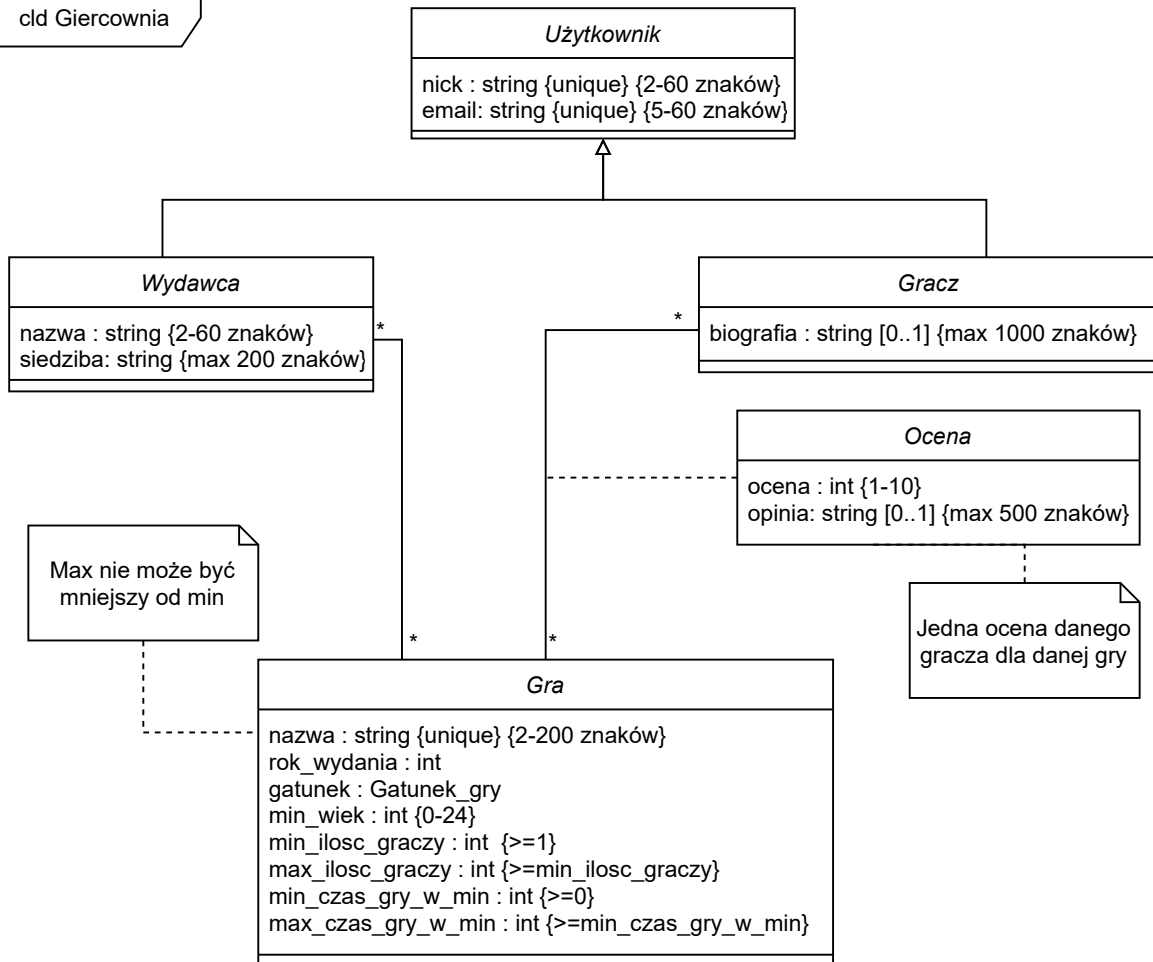 cld Giercownia
Użytkownik
nick : string {unique} {2-60 znaków}
email: string {unique} {5-60 znaków}
Wydawca
nazwa : string {2-60 znaków}
siedziba: string {max 200 znaków}
*
Gracz
biografia : string [0..1] {max 1000 znaków}
*
Ocena
ocena : int {1-10}
opinia: string [0..1] {max 500 znaków}
Max nie może być
mniejszy od min
Jedna ocena danego
gracza dla danej gry
*
*
Gra
nazwa : string {unique} {2-200 znaków}
rok_wydania : int
gatunek : Gatunek_gry
min_wiek : int {0-24}
min_ilosc_graczy : int  {>=1}
max_ilosc_graczy : int {>=min_ilosc_graczy}
min_czas_gry_w_min : int {>=0}
max_czas_gry_w_min : int {>=min_czas_gry_w_min}